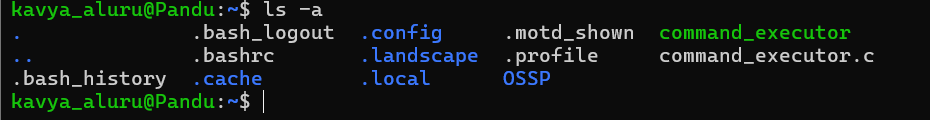 kavya_aluru@Pandu:~$ ls -a
. .bash_logout .config .motd_shown command_executor
.. .bashrc .landscape .profile command_executor.c
.bash_history .cache .local OSSP
kavya_aluru@Pandu:~$